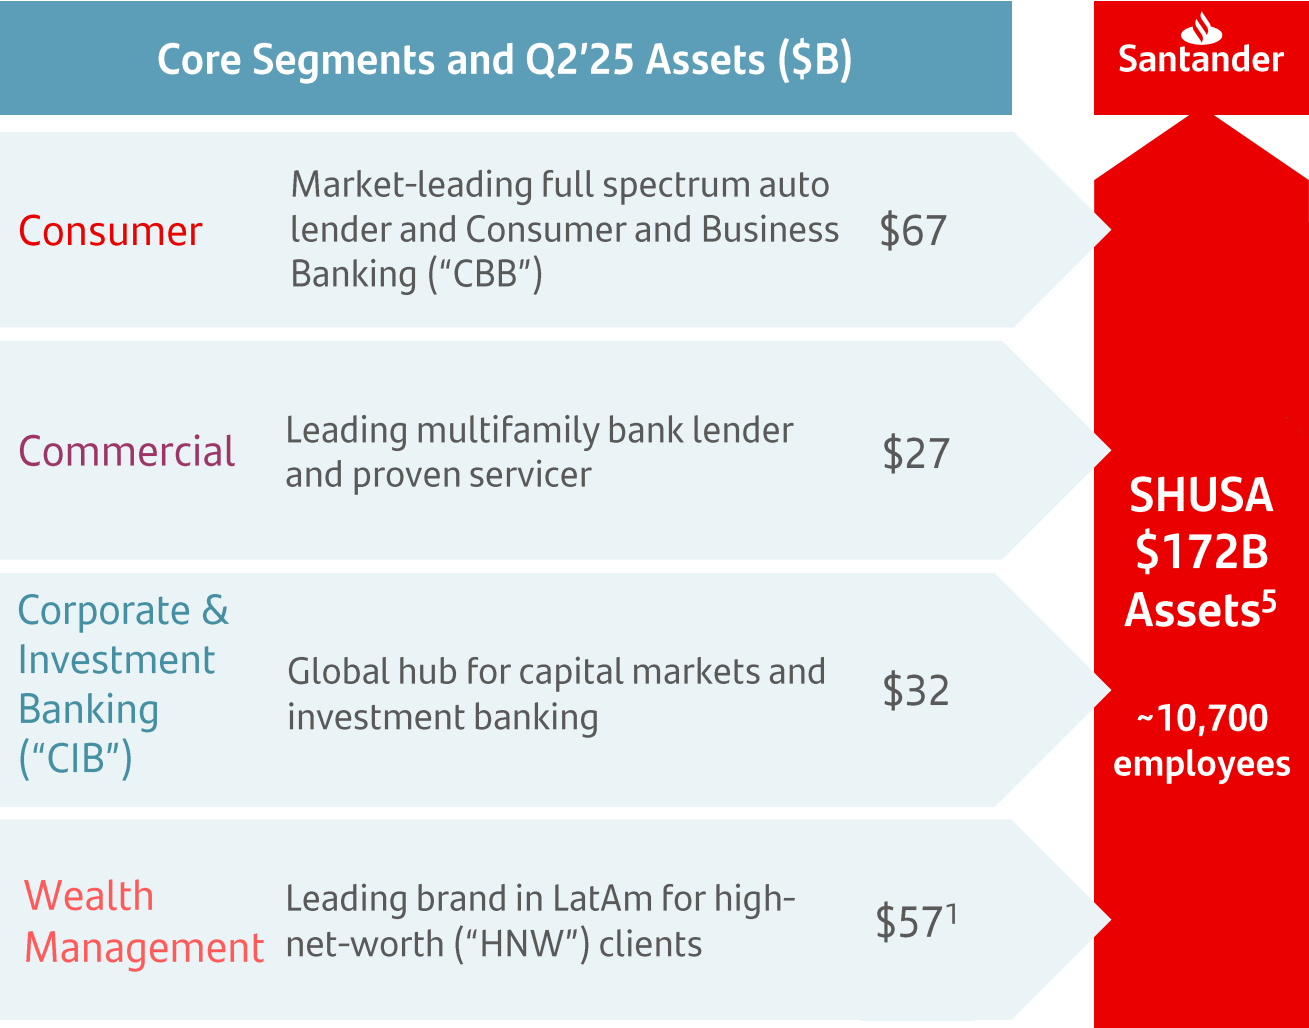 Core Segments and Q2’25 Assets ($B)
Santander
Consumer
Market-leading full spectrum auto
lender and Consumer and Business
Banking (“CBB”)
$67
Commercial
Leading multifamily bank lender
and proven servicer
$27
Corporate &
Investment
Banking
(“CIB”)
Global hub for capital markets and
investment banking
$32
Wealth
Management
Leading brand in LatAm for high-
net-worth (“HNW”) clients
$57¹
SHUSA
$172B
Assets⁵
~10,700
employees